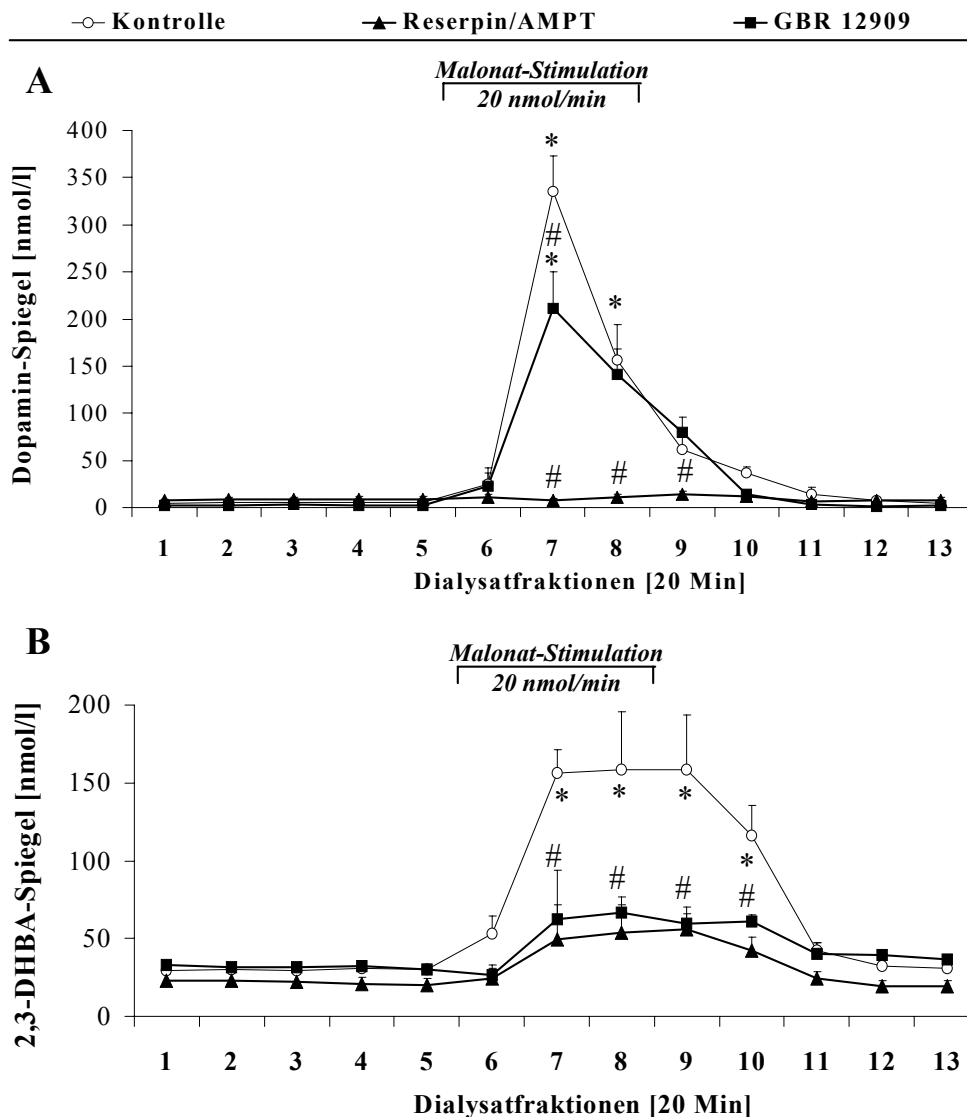 Kontrolle Reserpin/AMPT GBR 12909
A
Malonat-Stimulation
20 nmol/min
Dopamin-Spiegel [nmol/l]
400
350
300
250
200
150
100
50
0
*
#
*
*
# # #
1 2 3 4 5 6 7 8 9 10 11 12 13
Dialysatfraktionen [20 Min]
B
Malonat-Stimulation
20 nmol/min
2,3-DHBA-Spiegel [nmol/l]
200
150
100
50
0
* * *
*
# # # #
1 2 3 4 5 6 7 8 9 10 11 12 13
Dialysatfraktionen [20 Min]